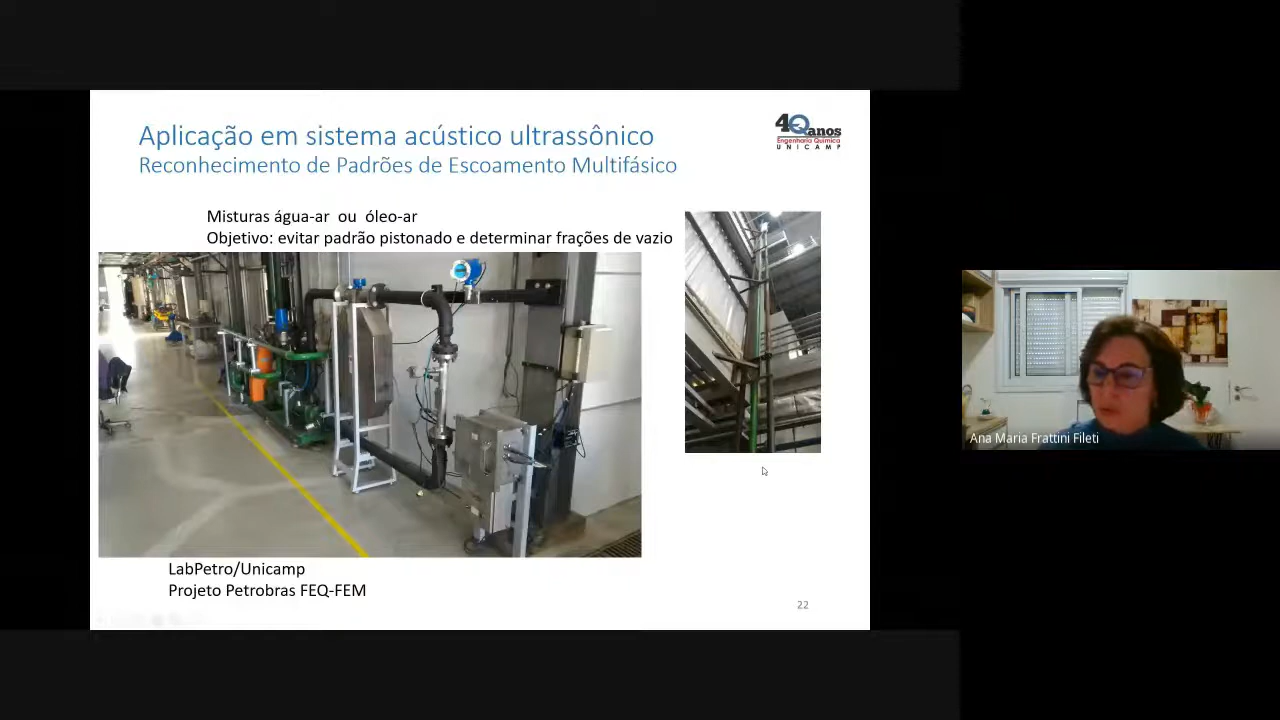 Aplicação em sistema acústico ultrassônico
Reconhecimento de Padrões de Escoamento Multifásico
40anos
Engenharia Química
UNICAMP
Misturas água-ar ou óleo-ar
Objetivo: evitar padrão pistonado e determinar frações de vazio
LabPetro/Unicamp
Projeto Petrobras FEQ-FEM
22
Ana Maria Frattini Fileti